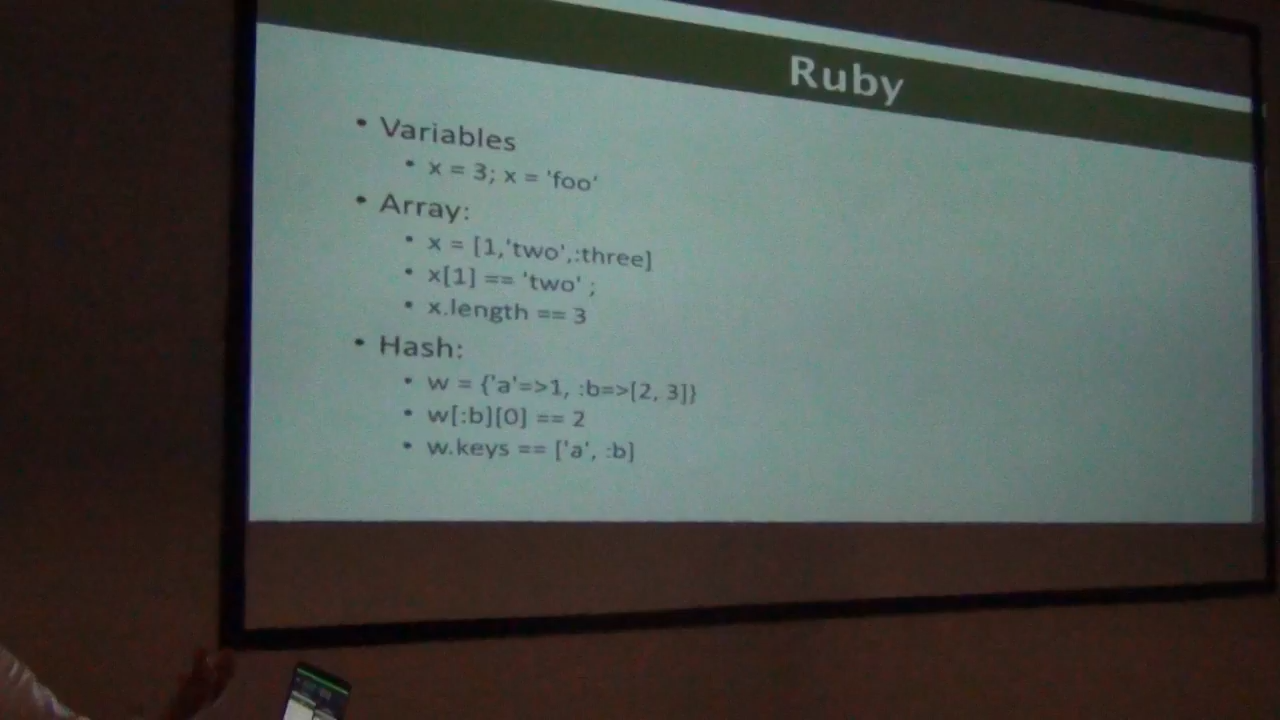 Ruby
• Variables
• x = 3; x = 'foo'
• Array:
• x = [1,'two',:three]
• x[1] == 'two' ;
• x.length == 3
• Hash:
• w = {'a'=>1, :b=>[2, 3]}
• w[:b][0] == 2
• w.keys == ['a', :b]